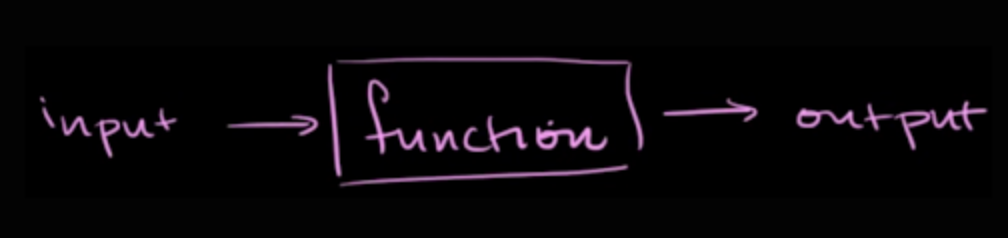 input → function → output